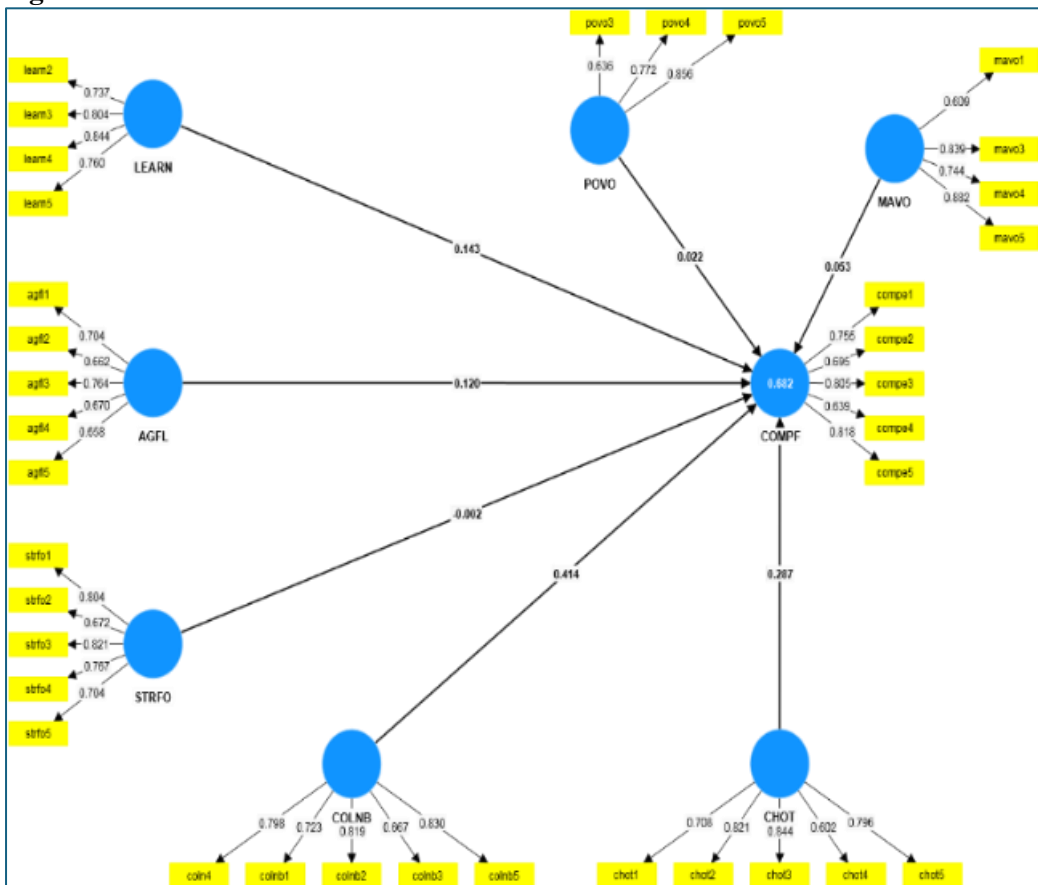 povo3
povo4
povo5
0.636
0.772
0.856
POVO
mavo1
mavo3
mavo4
mavo5
0.609
0.839
0.744
0.882
MAVO
learn2
learn3
learn4
learn5
0.737
0.804
0.844
0.760
LEARN
0.143
0.022
0.053
agfl1
agfl2
agfl3
agfl4
agfl5
0.704
0.662
0.764
0.670
0.658
AGFL
0.120
compe1
compe2
compe3
compe4
compe5
0.755
0.695
0.805
0.639
0.818
0.682
COMPF
strfo1
strfo2
strfo3
strfo4
strfo5
0.804
0.672
0.821
0.767
0.704
STRFO
-0.002
0.414
0.287
COLNB
0.798
0.723
0.819
0.667
0.830
coln4
colnb1
colnb2
colnb3
colnb5
CHOT
0.708
0.821
0.844
0.602
0.796
chot1
chot2
chot3
chot4
chot5